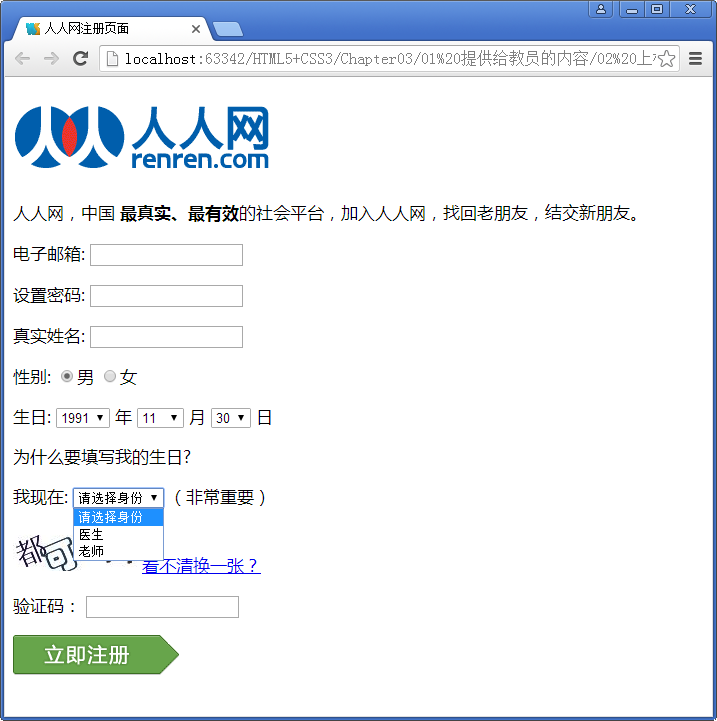 人人网注册页面
localhost:63342/HTML5+CSS3/Chapter03/01%20提供给教员的内容/02%20上
人人网
renren.com
人人网，中国 最真实、最有效的社会平台，加入人人网，找回老朋友，结交新朋友。
电子邮箱:
设置密码:
真实姓名:
性别: 男 女
生日: 1991 年 11 月 30 日
为什么要填写我的生日?
我现在: 请选择身份 （非常重要）
请选择身份
医生
老师
都可
看不清换一张？
验证码：
立即注册